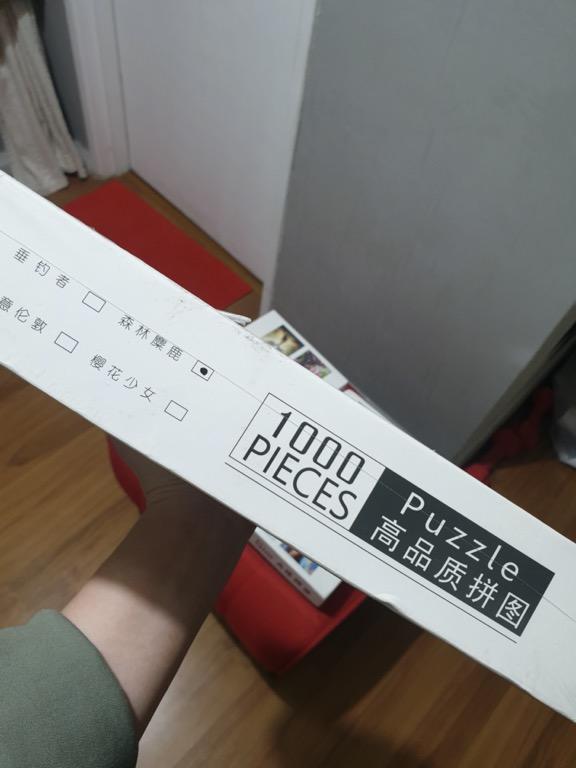 垂钓者
森林麋鹿
意伦敦
樱花少女
1000
PIECES
Puzzle
高品质拼图